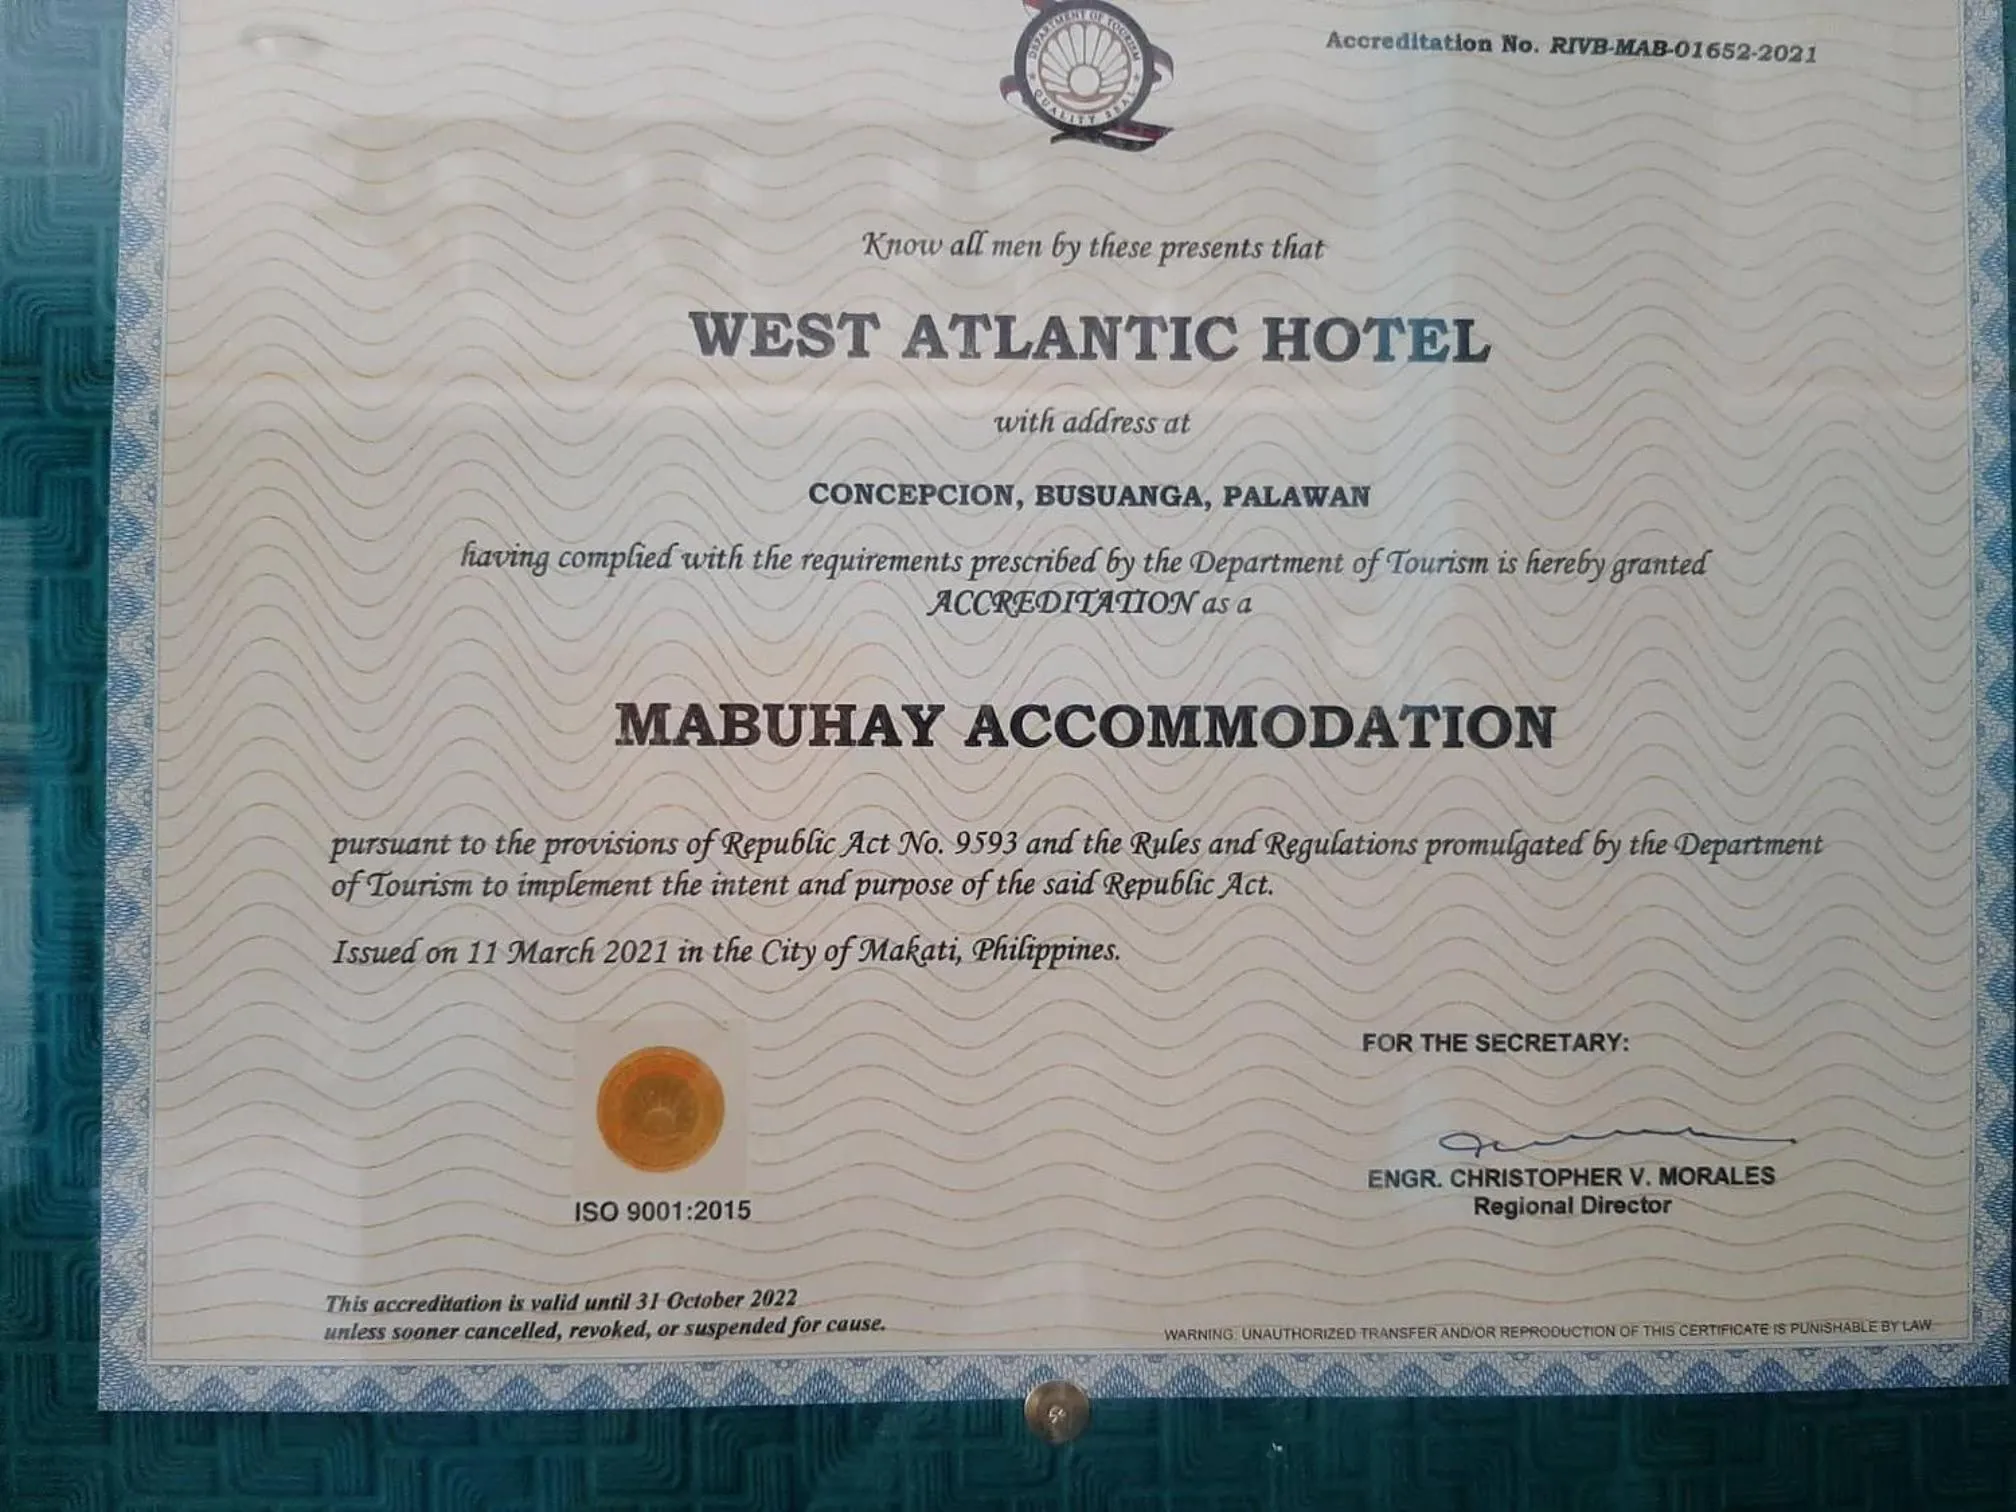 DEPARTMENT OF TOURISM
QUALITY SEAL
Accreditation No. RIVB-MAB-01652-2021
Know all men by these presents that
WEST ATLANTIC HOTEL
with address at
CONCEPCION, BUSUANGA, PALAWAN
having complied with the requirements prescribed by the Department of Tourism is hereby granted
ACCREDITATION as a
MABUHAY ACCOMMODATION
pursuant to the provisions of Republic Act No. 9593 and the Rules and Regulations promulgated by the Department
of Tourism to implement the intent and purpose of the said Republic Act.
Issued on 11 March 2021 in the City of Makati, Philippines.
FOR THE SECRETARY:
ENGR. CHRISTOPHER V. MORALES
Regional Director
ISO 9001:2015
This accreditation is valid until 31 October 2022
unless sooner cancelled, revoked, or suspended for cause.
WARNING: UNAUTHORIZED TRANSFER AND/OR REPRODUCTION OF THIS CERTIFICATE IS PUNISHABLE BY LAW